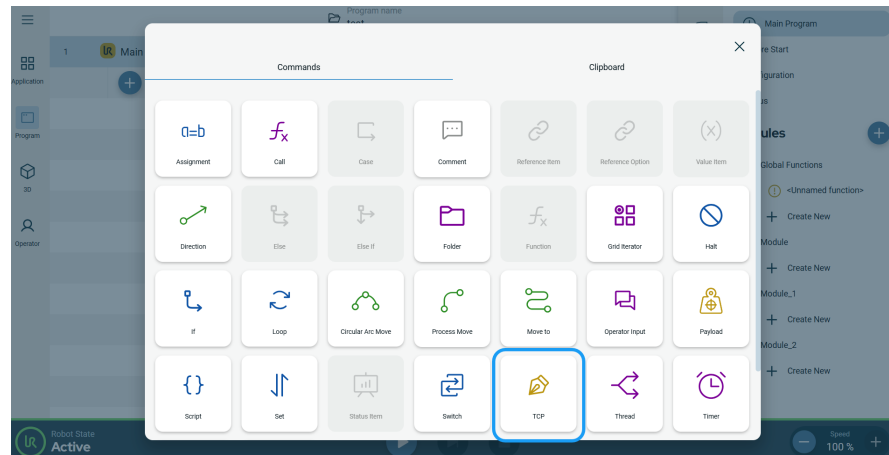 Program name
test
Main Program
1
Main
Commands
Clipboard
Application
Program
3D
Operator
Assignment
Call
Case
Comment
Reference Item
Reference Option
Value Item
Direction
Else
Else If
Folder
Function
Grid Iterator
Halt
If
Loop
Circular Arc Move
Process Move
Move to
Operator Input
Payload
Script
Set
Status Item
Switch
TCP
Thread
Timer
Global Functions
<Unnamed function>
Create New
Module
Create New
Module_1
Create New
Module_2
Create New
Robot State
Active
Speed
100 %